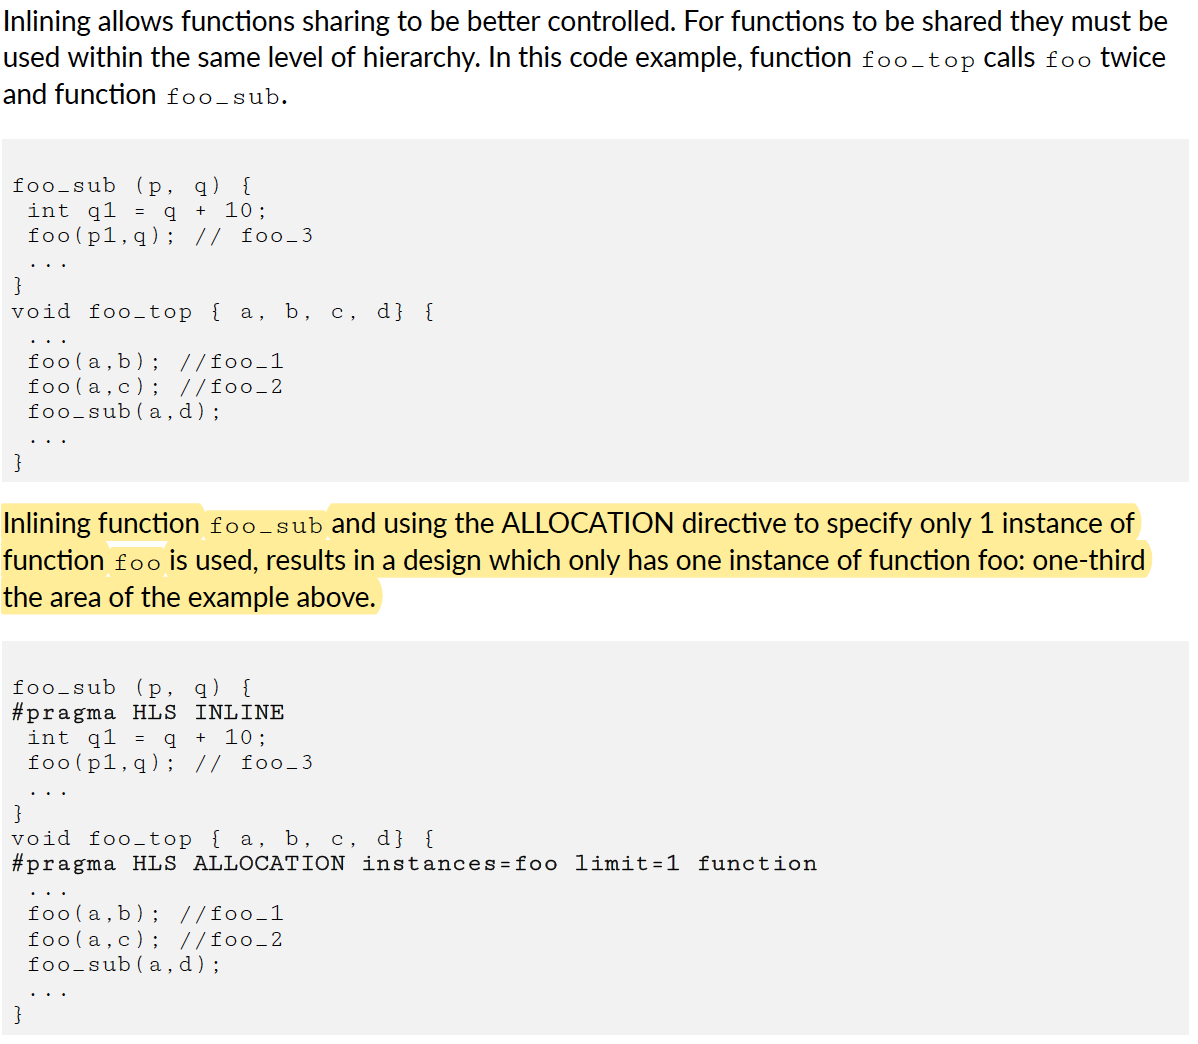 Inlining allows functions sharing to be better controlled. For functions to be shared they must be
used within the same level of hierarchy. In this code example, function foo_top calls foo twice
and function foo_sub.
foo_sub (p, q) {
 int q1 = q + 10;
 foo(p1,q); // foo_3
 ...
}
void foo_top { a, b, c, d} {
 ...
 foo(a,b); //foo_1
 foo(a,c); //foo_2
 foo_sub(a,d);
 ...
}
Inlining function foo_sub and using the ALLOCATION directive to specify only 1 instance of
function foo is used, results in a design which only has one instance of function foo: one-third
the area of the example above.
foo_sub (p, q) {
#pragma HLS INLINE
 int q1 = q + 10;
 foo(p1,q); // foo_3
 ...
}
void foo_top { a, b, c, d} {
#pragma HLS ALLOCATION instances=foo limit=1 function
 ...
 foo(a,b); //foo_1
 foo(a,c); //foo_2
 foo_sub(a,d);
 ...
}